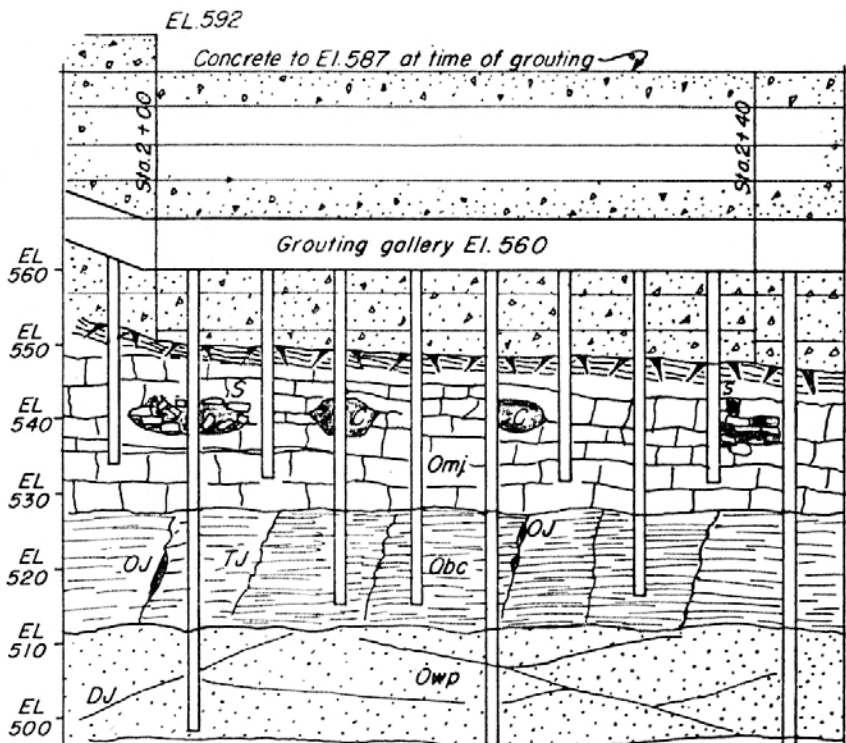 EL.592
Concrete to El.587 at time of grouting
Sta.2+00
Sta.2+40
Grouting gallery El.560
EL
560
EL
550
S
S
EL
540
C
C
C
Omj
EL
530
OJ
OJ
TJ
Obc
EL
520
EL
510
Owp
DJ
EL
500